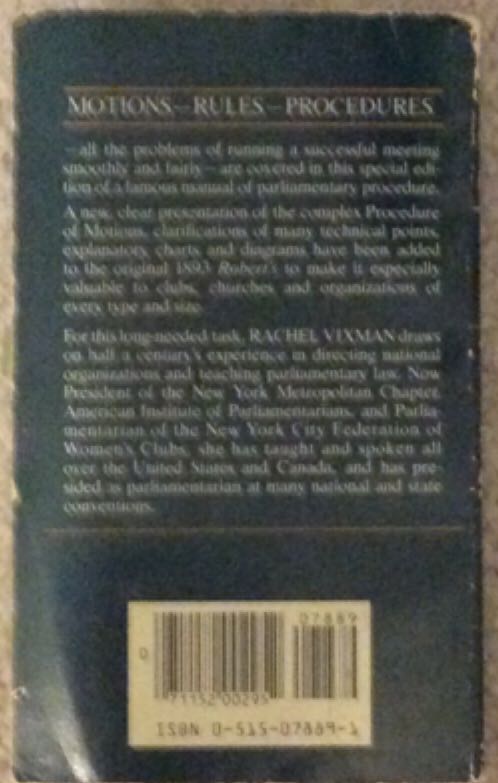 MOTIONS—RULES—PROCEDURES
—all the problems of running a successful meeting
smoothly and fairly—are covered in this special edi-
tion of a famous manual of parliamentary procedure.
A new, clear presentation of the complex Procedure
of Motions, clarifications of many technical points,
explanatory charts and diagrams have been added
to the original 1893 Robert's to make it especially
valuable to clubs, churches and organizations of
every type and size.
For this long-needed task, RACHEL VIXMAN draws
on half a century's experience in directing national
organizations and teaching parliamentary law. Now
President of the New York Metropolitan Chapter,
American Institute of Parliamentarians, and Parlia-
mentarian of the New York City Federation of
Women's Clubs, she has taught and spoken all
over the United States and Canada, and has pre-
sided as parliamentarian at many national and state
conventions.
07889
0
71152 00295
ISBN 0-515-07889-1